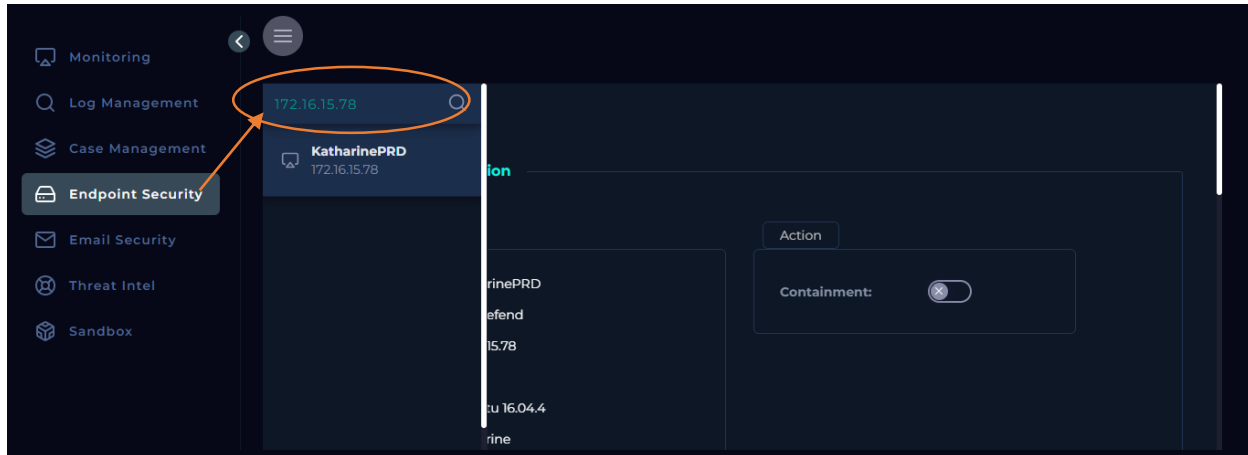 Monitoring
Log Management
Case Management
Endpoint Security
Email Security
Threat Intel
Sandbox
172.16.15.78
KatharinePRD
172.16.15.78
ion
rinePRD
efend
15.78
tu 16.04.4
rine
Action
Containment: